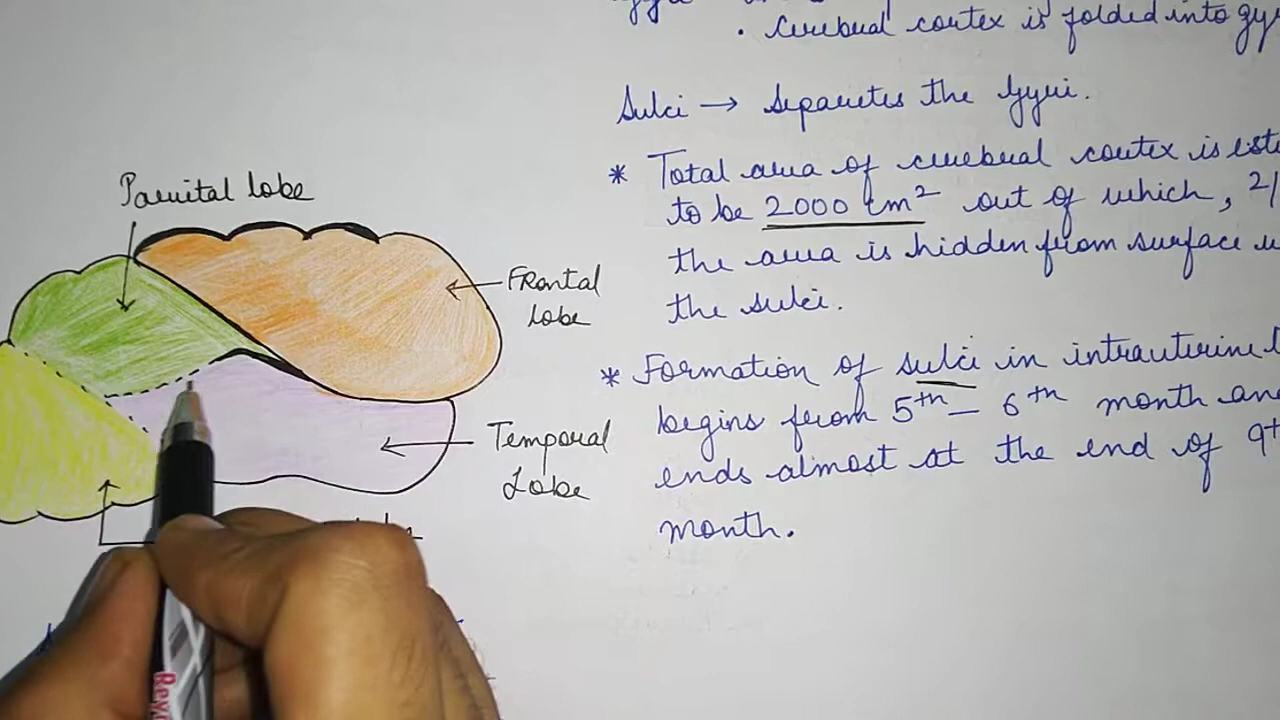 . Cerebral cortex is folded into gy
Sulci → Separates the Gyri.
* Total area of cerebral cortex is est
to be 2000 cm² out of which, 2/
the area is hidden from surface
the sulci.
* Formation of sulci in intrauterine
begins from 5th – 6th month and
ends almost at the end of 9t
month.
Parietal lobe
Frontal
lobe
Temporal
Lobe